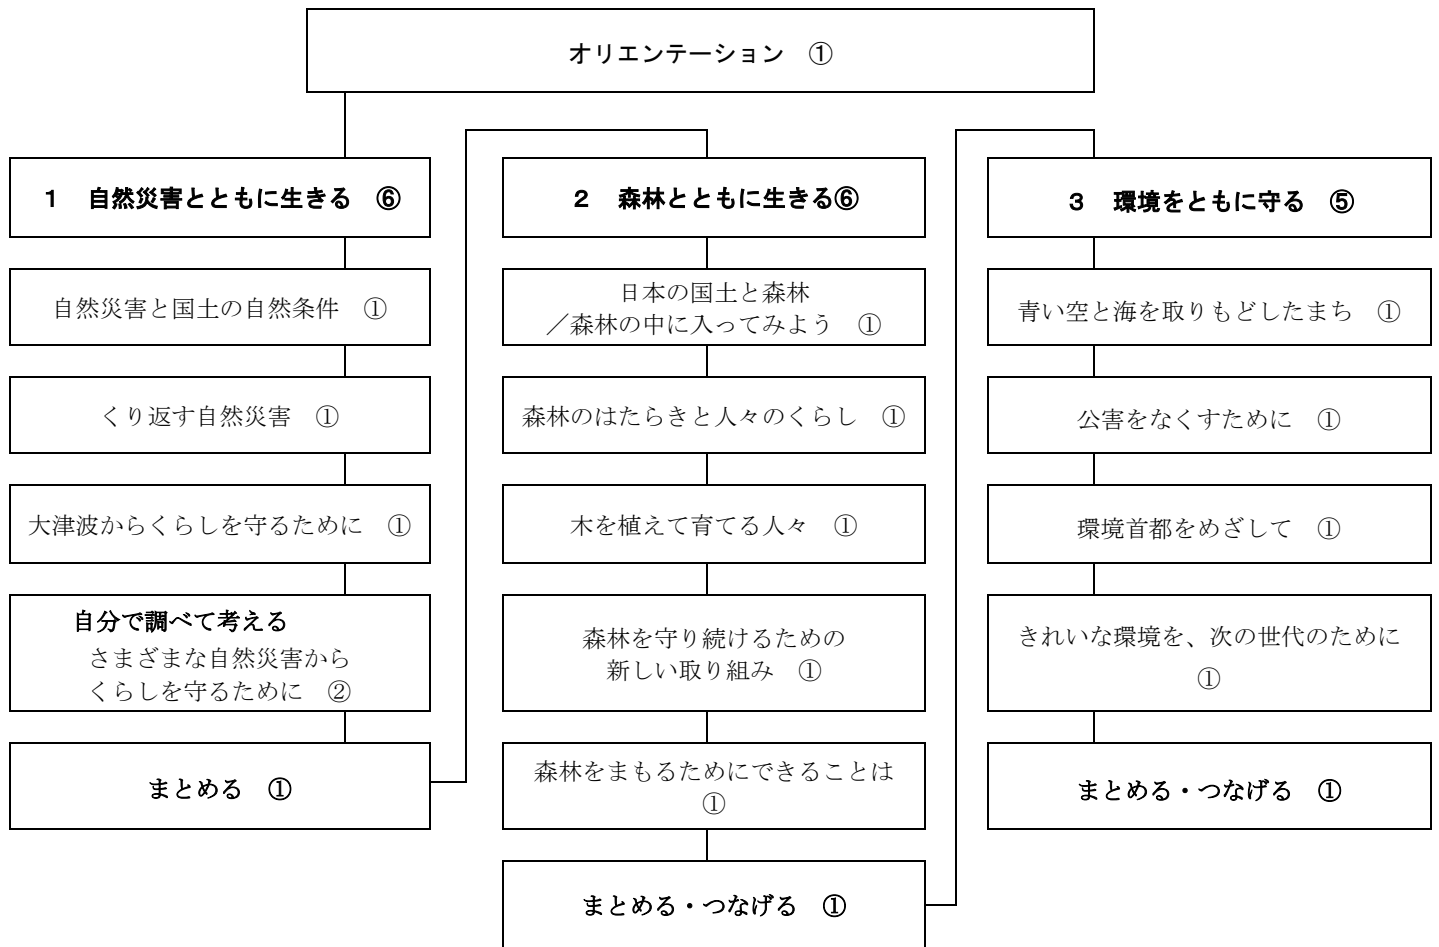 オリエンテーション　①
１　自然災害とともに生きる　⑥
自然災害と国土の自然条件　①
くり返す自然災害　①
大津波からくらしを守るために　①
自分で調べて考える
さまざまな自然災害から
くらしを守るために　②
まとめる　①
２　森林とともに生きる⑥
日本の国土と森林
／森林の中に入ってみよう　①
森林のはたらきと人々のくらし　①
木を植えて育てる人々　①
森林を守り続けるための
新しい取り組み　①
森林をまもるためにできることは
①
まとめる・つなげる　①
３　環境をともに守る　⑤
青い空と海を取りもどしたまち　①
公害をなくすために　①
環境首都をめざして　①
きれいな環境を、次の世代のために
①
まとめる・つなげる　①